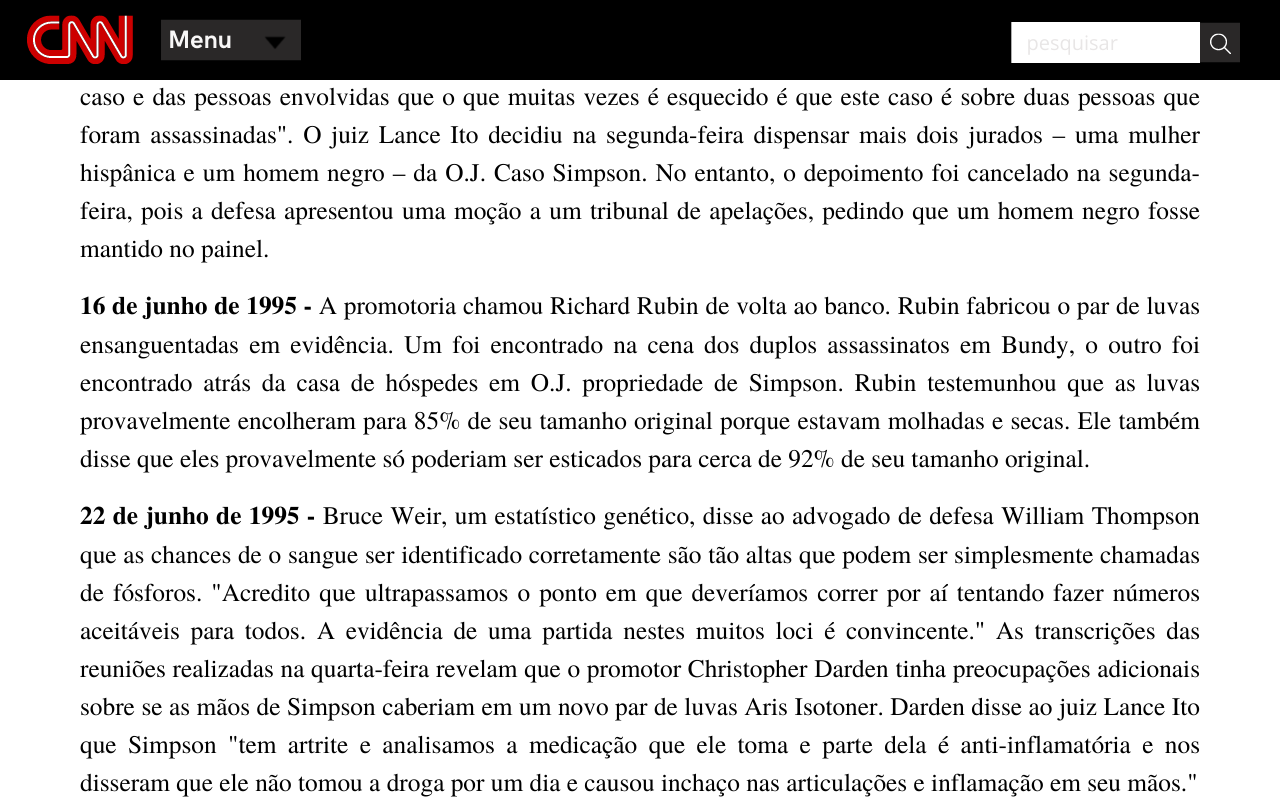 CNN Menu pesquisar
caso e das pessoas envolvidas que o que muitas vezes é esquecido é que este caso é sobre duas pessoas que
foram assassinadas". O juiz Lance Ito decidiu na segunda-feira dispensar mais dois jurados – uma mulher
hispânica e um homem negro – da O.J. Caso Simpson. No entanto, o depoimento foi cancelado na segunda-
feira, pois a defesa apresentou uma moção a um tribunal de apelações, pedindo que um homem negro fosse
mantido no painel.
16 de junho de 1995 - A promotoria chamou Richard Rubin de volta ao banco. Rubin fabricou o par de luvas
ensanguentadas em evidência. Um foi encontrado na cena dos duplos assassinatos em Bundy, o outro foi
encontrado atrás da casa de hóspedes em O.J. propriedade de Simpson. Rubin testemunhou que as luvas
provavelmente encolheram para 85% de seu tamanho original porque estavam molhadas e secas. Ele também
disse que eles provavelmente só poderiam ser esticados para cerca de 92% de seu tamanho original.
22 de junho de 1995 - Bruce Weir, um estatístico genético, disse ao advogado de defesa William Thompson
que as chances de o sangue ser identificado corretamente são tão altas que podem ser simplesmente chamadas
de fósforos. "Acredito que ultrapassamos o ponto em que deveríamos correr por aí tentando fazer números
aceitáveis para todos. A evidência de uma partida nestes muitos loci é convincente." As transcrições das
reuniões realizadas na quarta-feira revelam que o promotor Christopher Darden tinha preocupações adicionais
sobre se as mãos de Simpson caberiam em um novo par de luvas Aris Isotoner. Darden disse ao juiz Lance Ito
que Simpson "tem artrite e analisamos a medicação que ele toma e parte dela é anti-inflamatória e nos
disseram que ele não tomou a droga por um dia e causou inchaço nas articulações e inflamação em seu mãos."